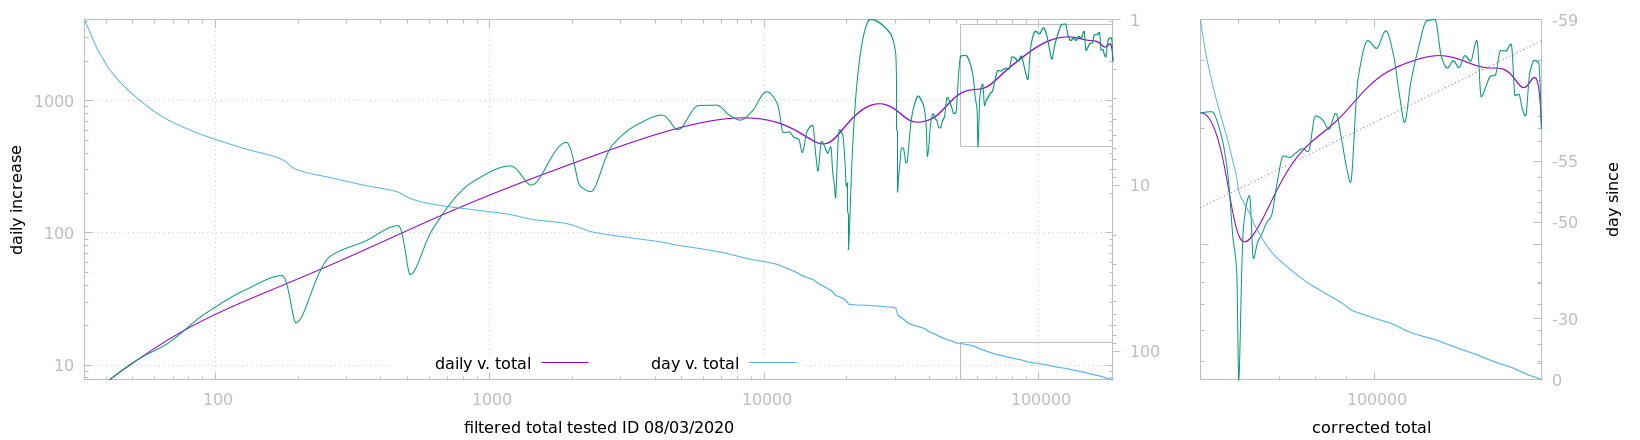 daily increase
1000
100
10
100
1000
10000
100000
filtered total tested ID 08/03/2020
daily v. total
day v. total
1
10
100
100000
corrected total
-59
-55
-50
-30
0
day since